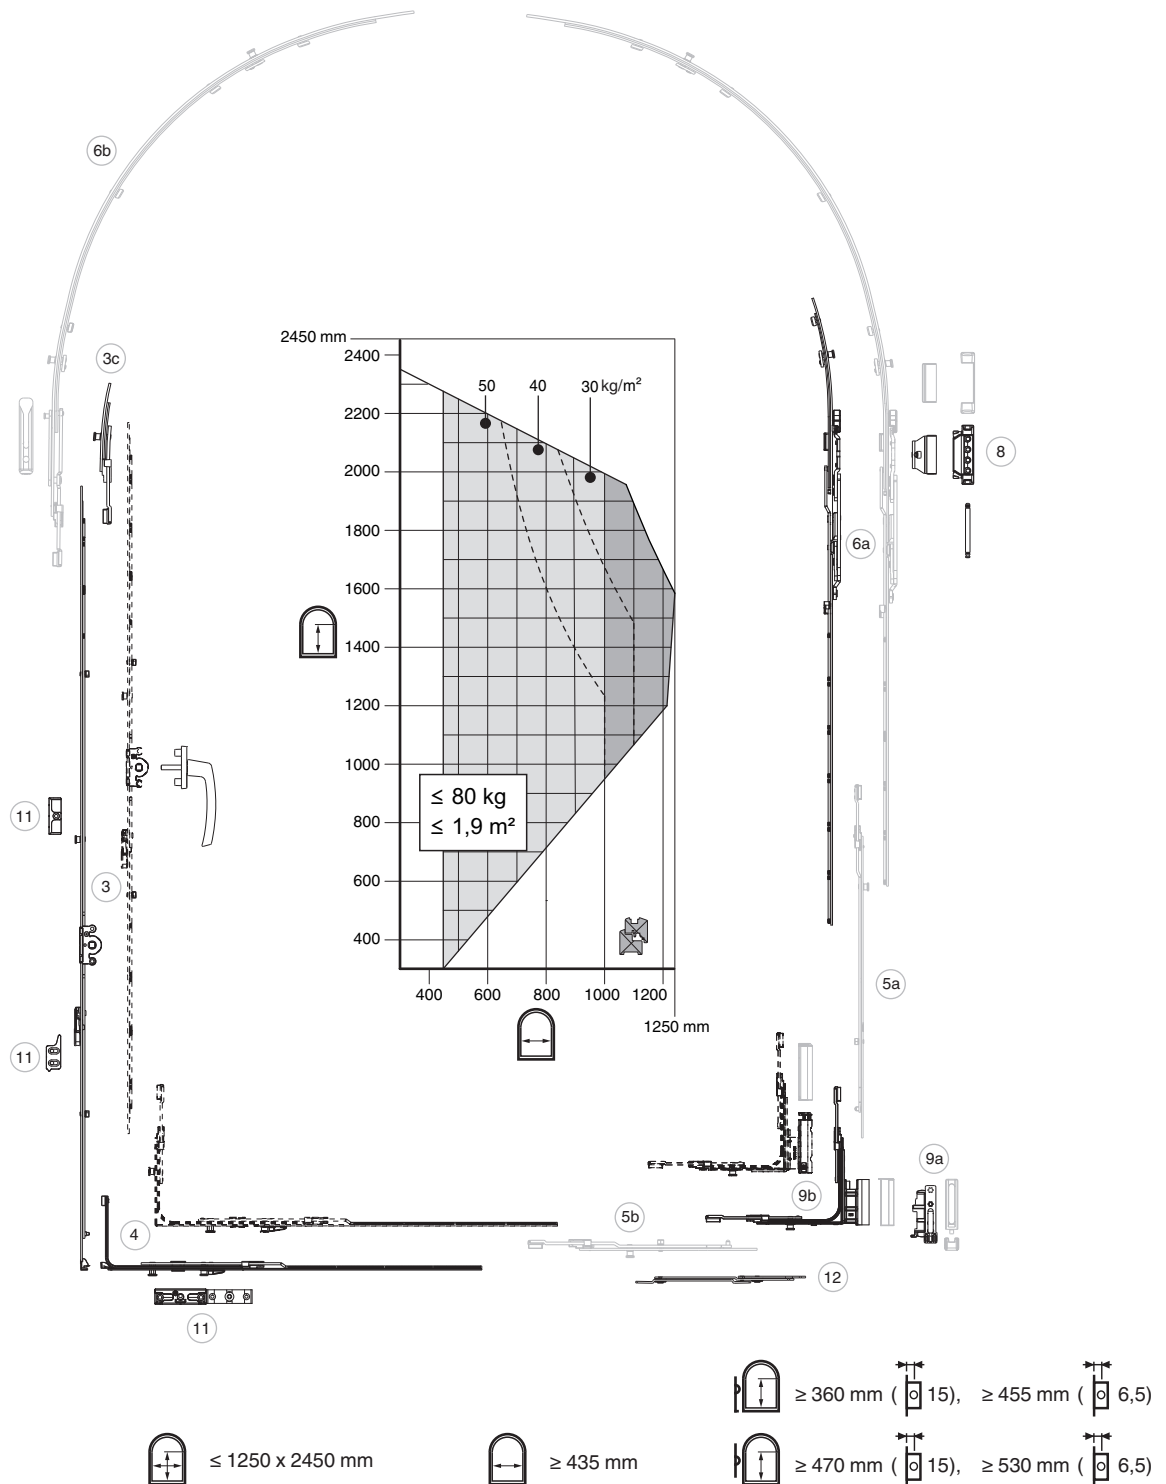 6b
3c
2450 mm
2400
2200
2000
1800
1600
1400
1200
1000
800
600
400
50
40
30 kg/m²
≤ 80 kg
≤ 1,9 m²
400
600
800
1000
1200
1250 mm
8
6a
11
3
11
5a
9a
9b
4
5b
12
11
≥ 360 mm ( 15), ≥ 455 mm ( 6,5)
≤ 1250 x 2450 mm
≥ 435 mm
≥ 470 mm ( 15), ≥ 530 mm ( 6,5)